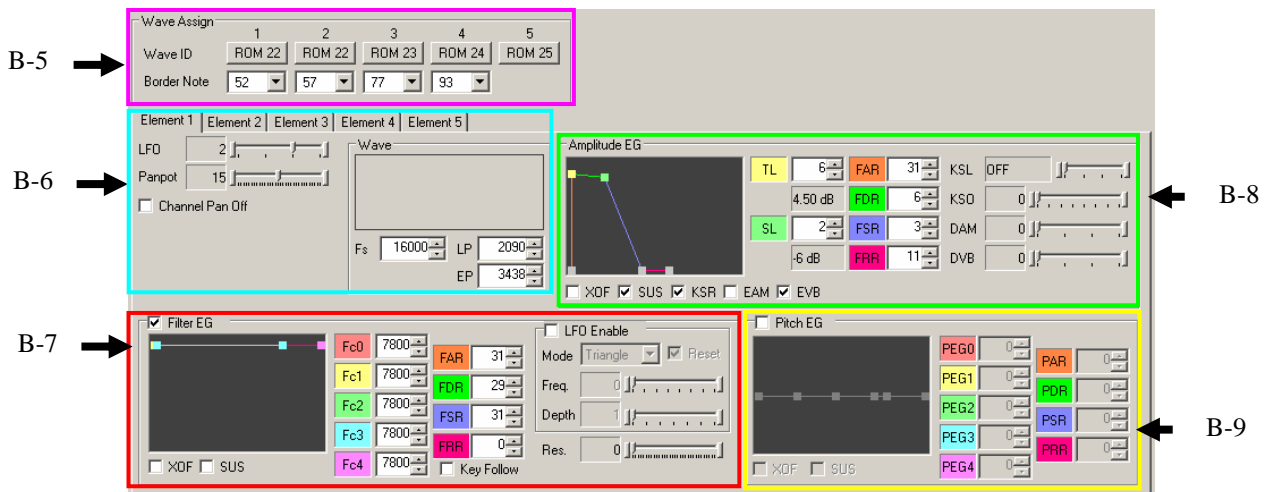 Wave Assign
1 2 3 4 5
Wave ID ROM 22 ROM 22 ROM 23 ROM 24 ROM 25
B-5
Border Note 52 57 77 93
Element 1 Element 2 Element 3 Element 4 Element 5
LFO 2
Panpot 15
Channel Pan Off
B-6
Wave
Fs 16000 LP 2090
EP 3438
Amplitude EG
TL 6 FAR 31 KSL OFF
4.50 dB FDR 6 KSO 0
SL 2 FSR 3 DAM 0
-6 dB FRR 11 DVB 0
XOF SUS KSR EAM EVB
B-8
B-7
Filter EG
Fc0 7800 FAR 31
Fc1 7800 FDR 29
Fc2 7800 FSR 31
Fc3 7800 FRR 0
Fc4 7800 Key Follow
XOF SUS
LFO Enable
Mode Triangle Reset
Freq. 0
Depth 1
Res. 0
Pitch EG
PEG0 0 PAR 0
PEG1 0 PDR 0
PEG2 0 PSR 0
PEG3 0 PRR 0
PEG4 0
XOF SUS
B-9